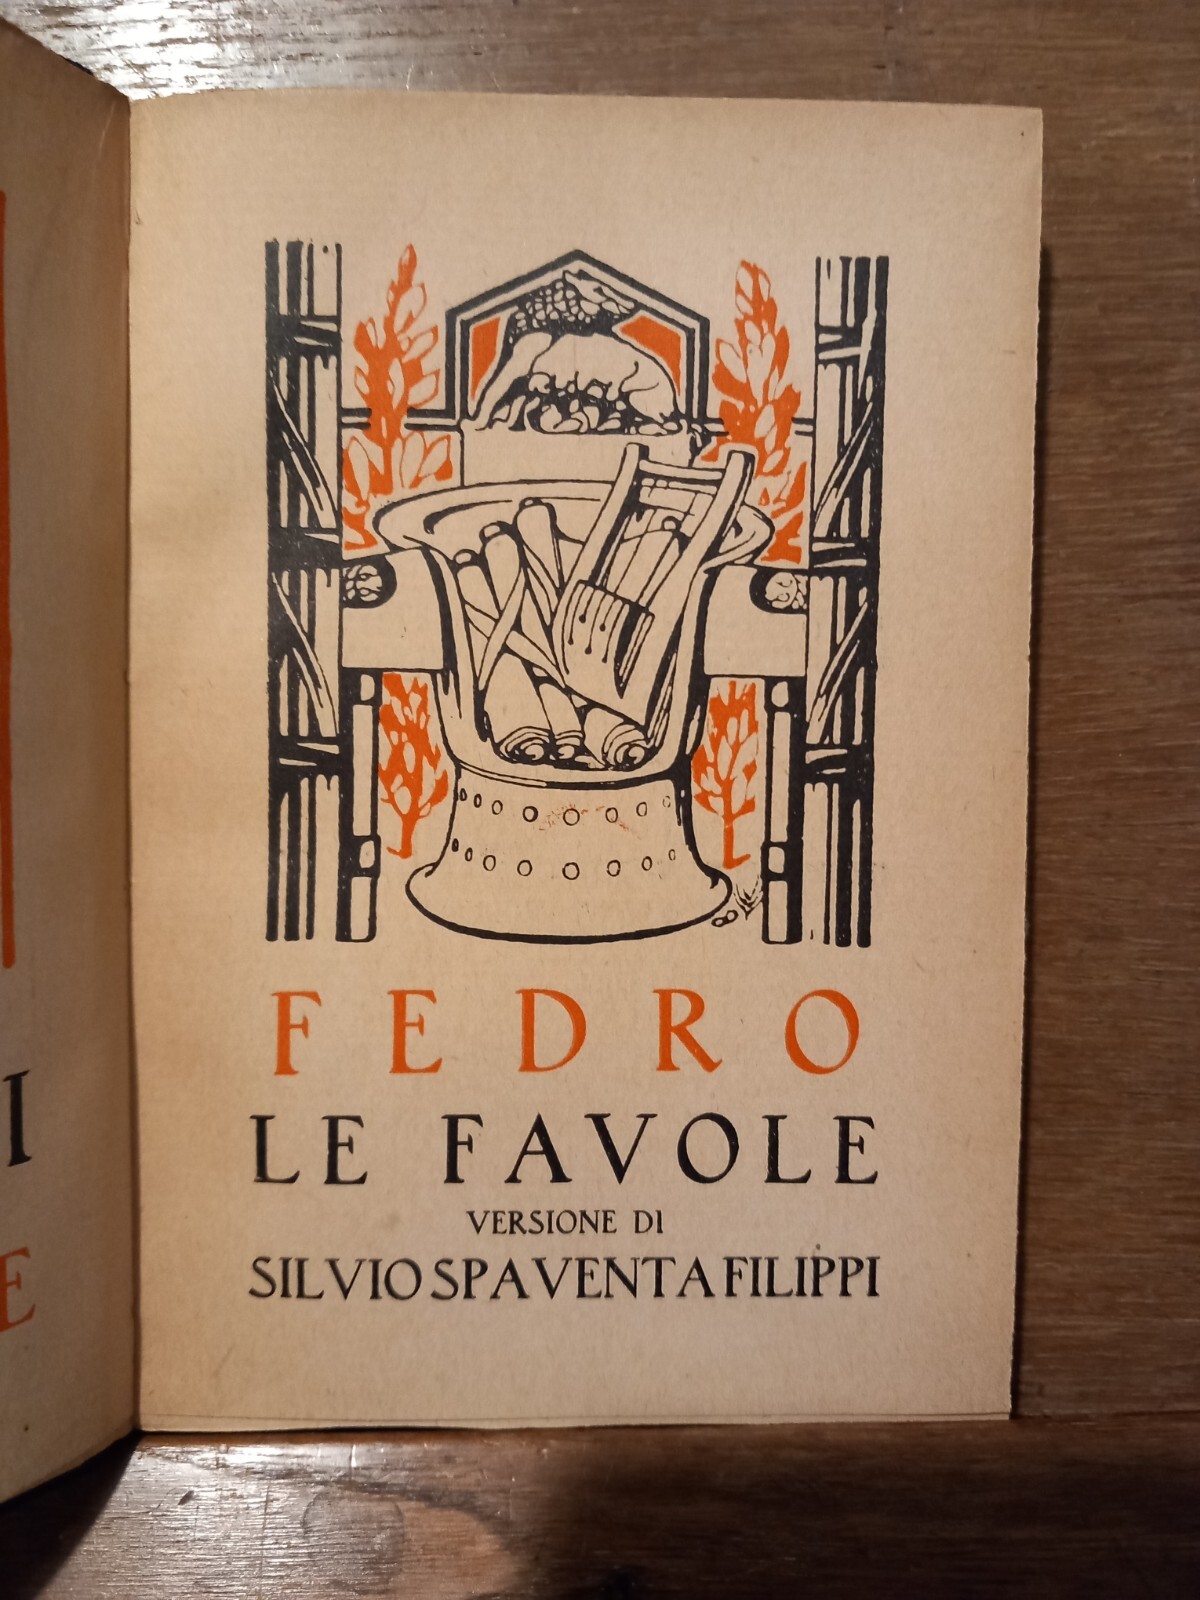 FEDRO
LE FAVOLE
VERSIONE DI
SILVIO SPAVENTA FILIPPI
I
E